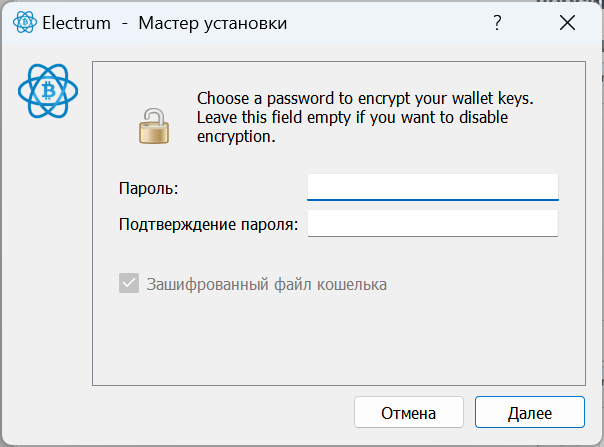 Electrum - Мастер установки
Choose a password to encrypt your wallet keys.
Leave this field empty if you want to disable
encryption.
Пароль:
Подтверждение пароля:
Зашифрованный файл кошелька
Отмена
Далее